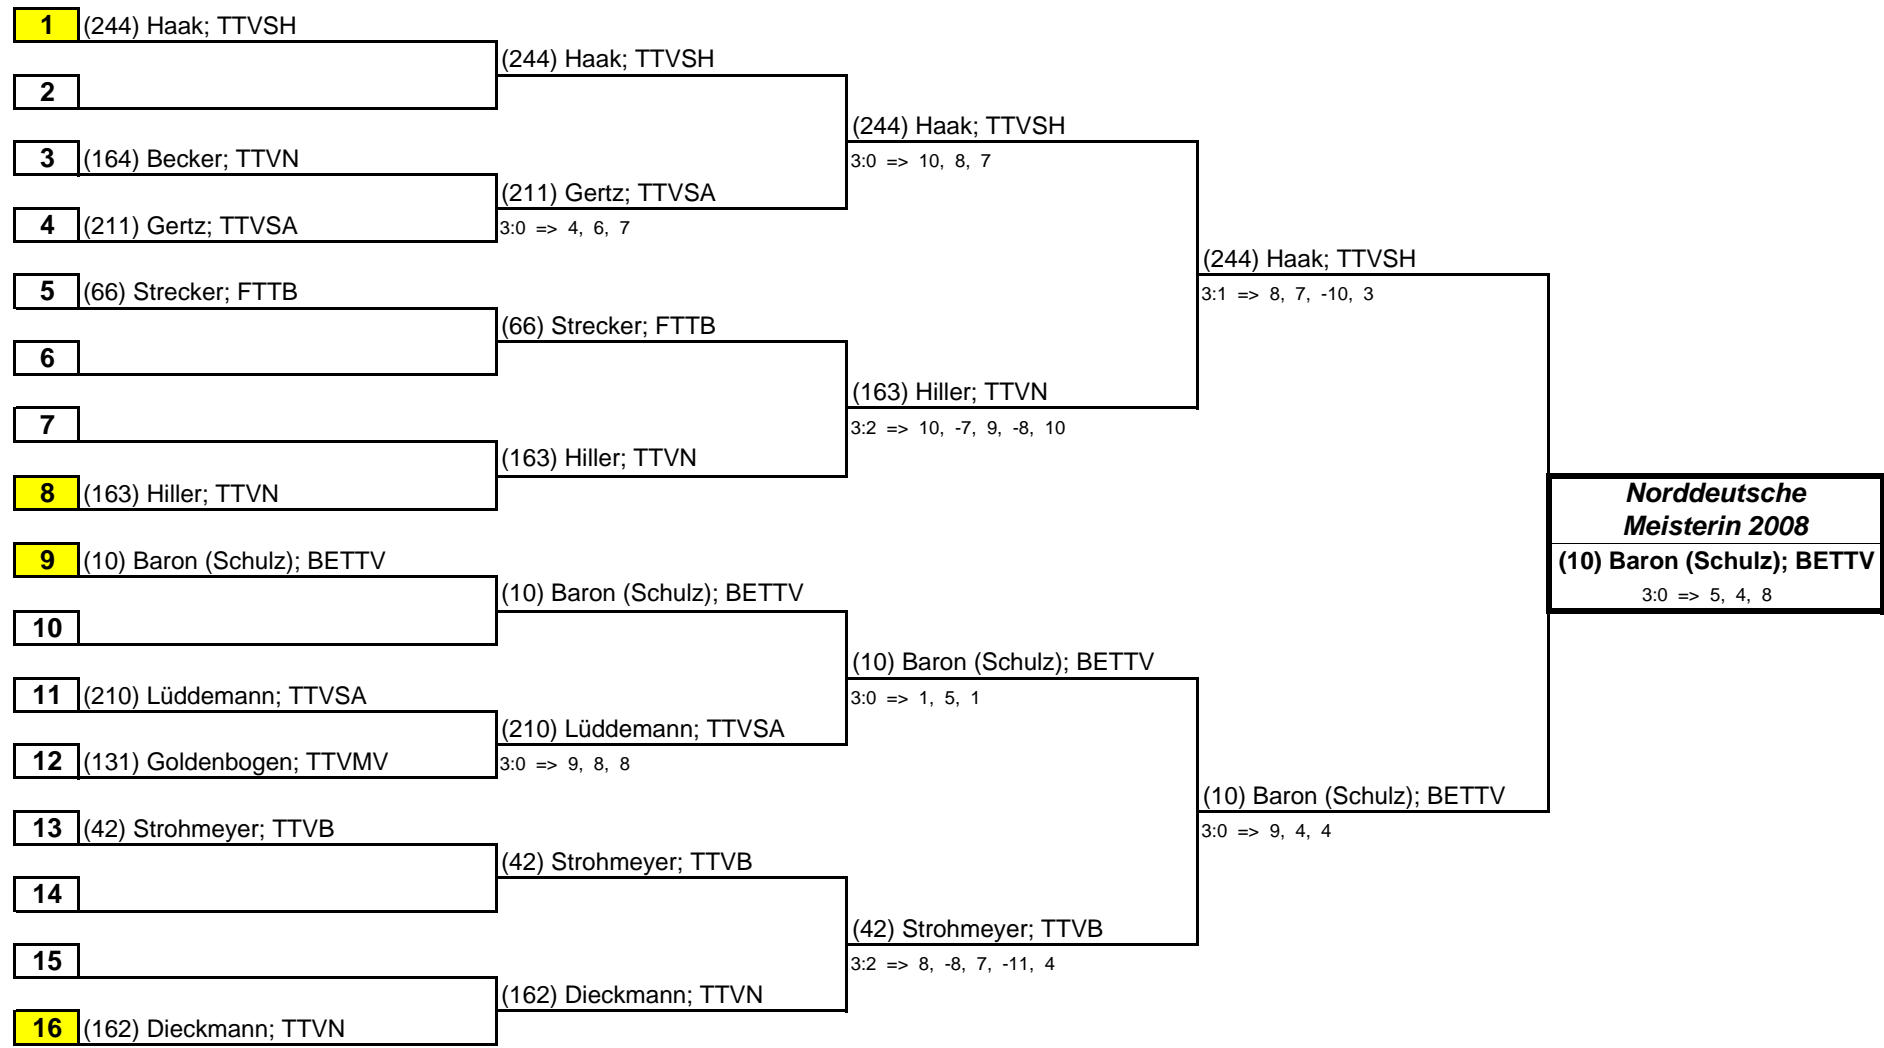 1 (244) Haak; TTVSH
(244) Haak; TTVSH
2
(244) Haak; TTVSH
3 (164) Becker; TTVN
3:0 => 10, 8, 7
(211) Gertz; TTVSA
4 (211) Gertz; TTVSA
3:0 => 4, 6, 7
(244) Haak; TTVSH
5 (66) Strecker; FTTB
3:1 => 8, 7, -10, 3
(66) Strecker; FTTB
6
(163) Hiller; TTVN
7
3:2 => 10, -7, 9, -8, 10
(163) Hiller; TTVN
8 (163) Hiller; TTVN
Norddeutsche
Meisterin 2008
9 (10) Baron (Schulz); BETTV
(10) Baron (Schulz); BETTV
3:0 => 5, 4, 8
(10) Baron (Schulz); BETTV
10
(10) Baron (Schulz); BETTV
11 (210) Lüddemann; TTVSA
3:0 => 1, 5, 1
(210) Lüddemann; TTVSA
12 (131) Goldenbogen; TTVMV
3:0 => 9, 8, 8
(10) Baron (Schulz); BETTV
13 (42) Strohmeyer; TTVB
3:0 => 9, 4, 4
(42) Strohmeyer; TTVB
14
(42) Strohmeyer; TTVB
15
3:2 => 8, -8, 7, -11, 4
(162) Dieckmann; TTVN
16 (162) Dieckmann; TTVN